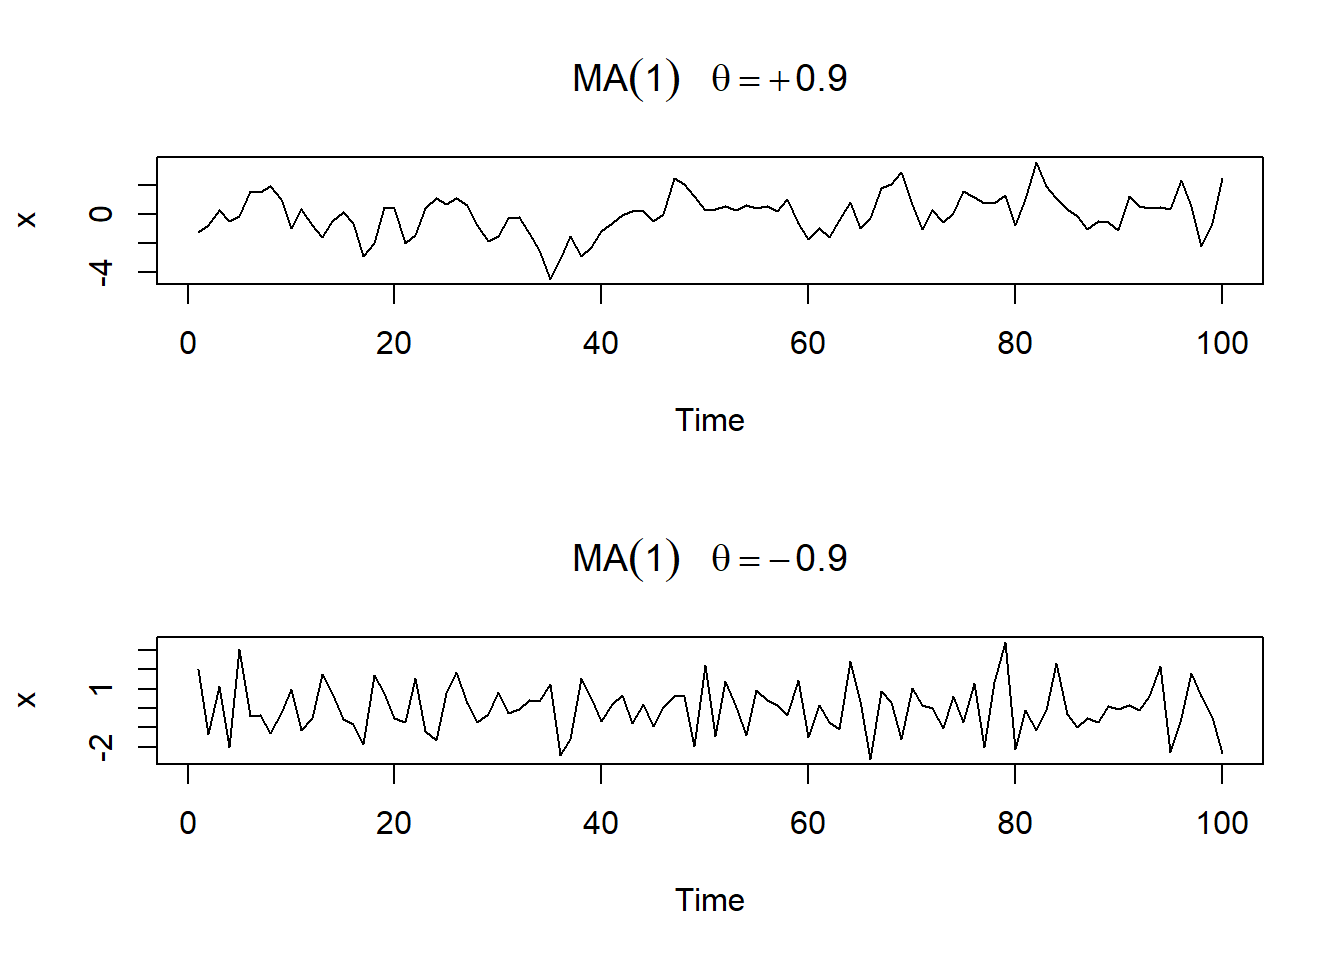 MA(1) θ = +0.9
x
0
-4
0 20 40 60 80 100
Time
MA(1) θ = −0.9
x
1
-2
0 20 40 60 80 100
Time